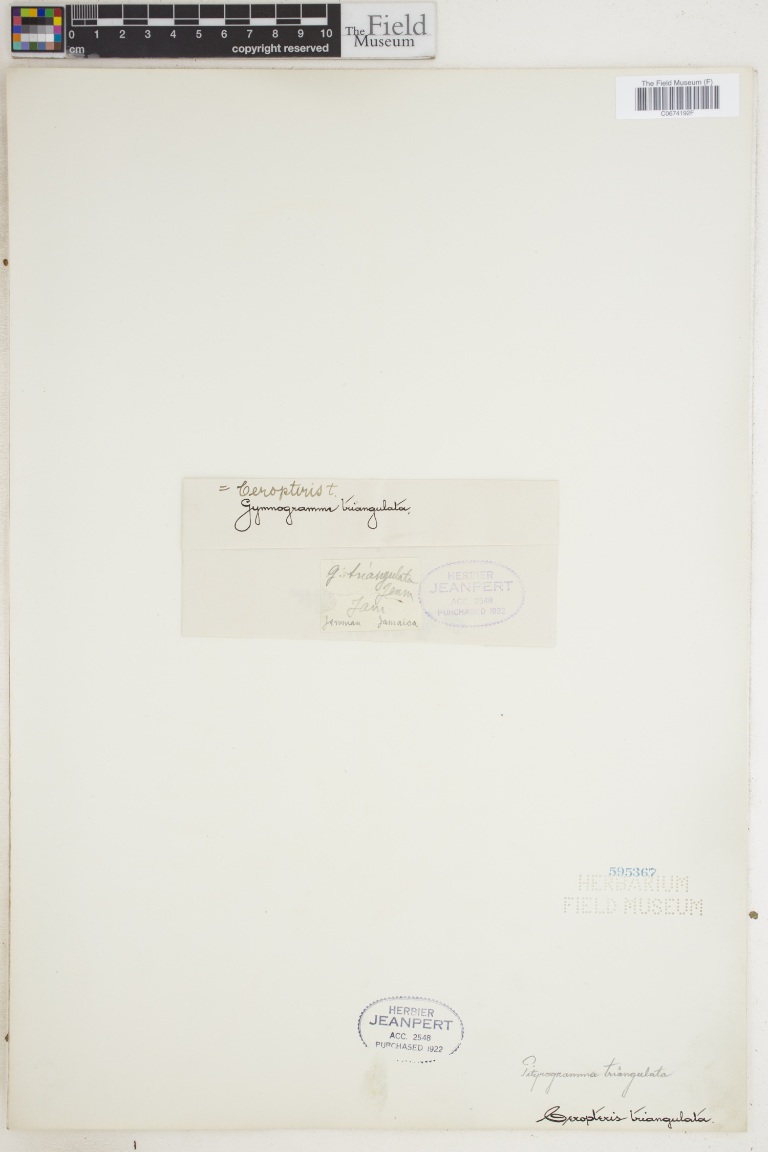 0 1 2 3 4 5 6 7 8 9 10
cm
copyright reserved
The Field
Museum
The Field Museum (F)
C0674192F
= Ceropteris t.
Gymnogramma triangulata.
G. triangulata
Jenm
Jam.
Jenman Jamaica
HERBIER
JEANPERT
ACC. 2548
PURCHASED 1922
595367
HERBARIUM
FIELD MUSEUM
HERBIER
JEANPERT
ACC. 2548
PURCHASED 1922
Pityrogramma triangulata
Ceropteris triangulata.